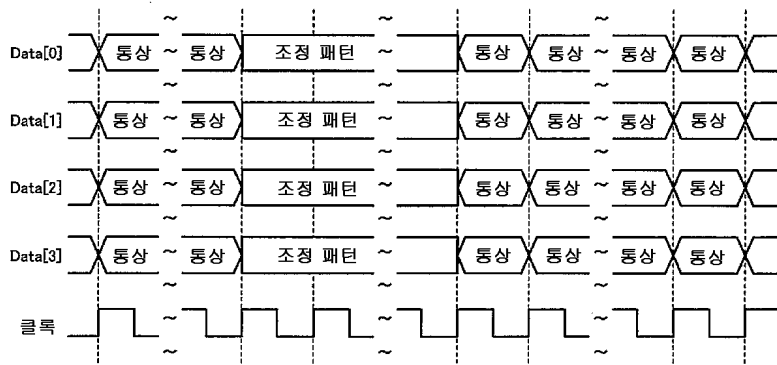 Data[0] 통상 ~ 통상 조정 패턴 ~ 통상 통상 ~ 통상 통상
Data[1] 통상 ~ 통상 조정 패턴 ~ 통상 통상 ~ 통상 통상
Data[2] 통상 ~ 통상 조정 패턴 ~ 통상 통상 ~ 통상 통상
Data[3] 통상 ~ 통상 조정 패턴 ~ 통상 통상 ~ 통상 통상
클록